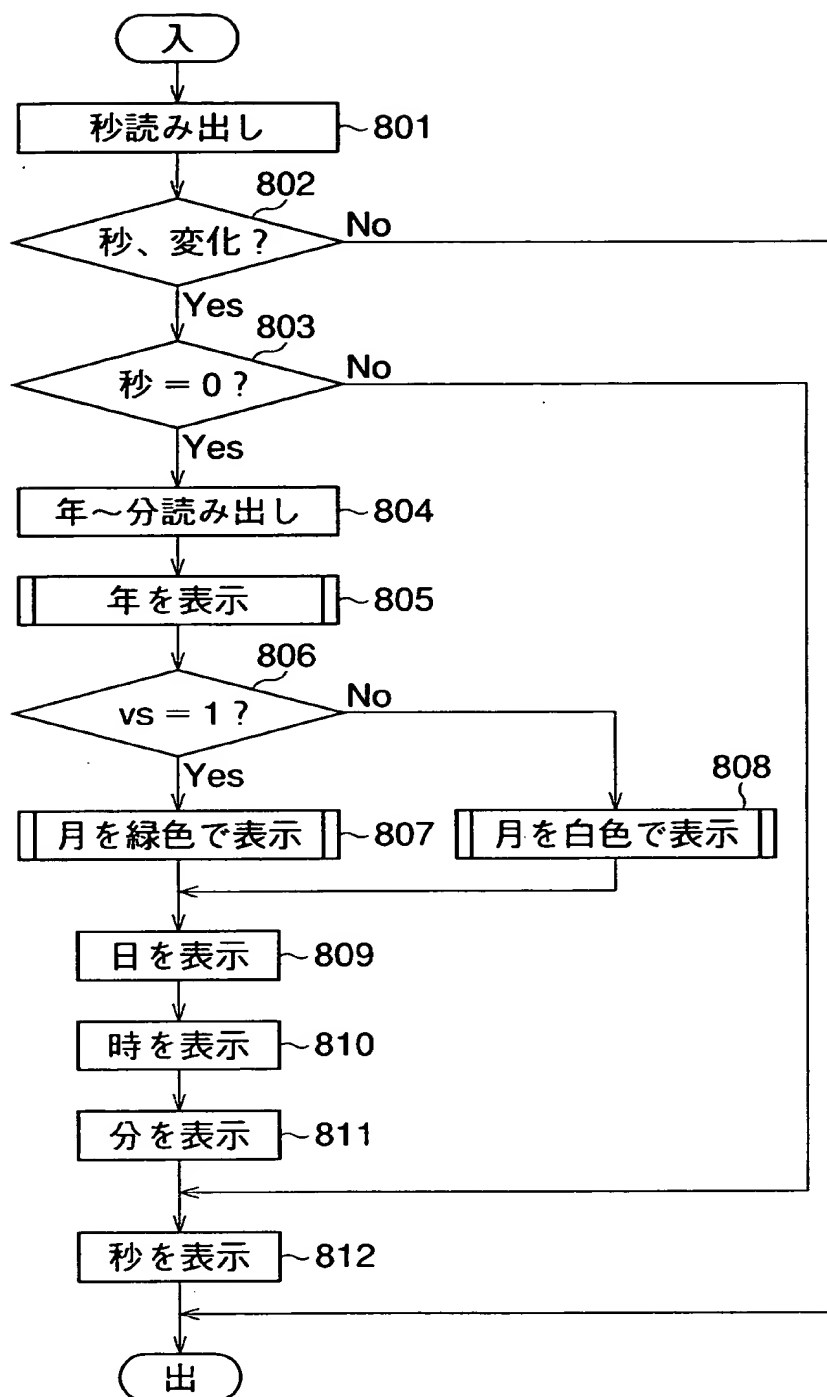 入
秒読み出し
801
802
秒、変化?
No
Yes
803
秒=0?
No
Yes
年~分読み出し
804
年を表示
805
806
vs=1?
No
Yes
月を緑色で表示
807
808
月を白色で表示
日を表示
809
時を表示
810
分を表示
811
秒を表示
812
出